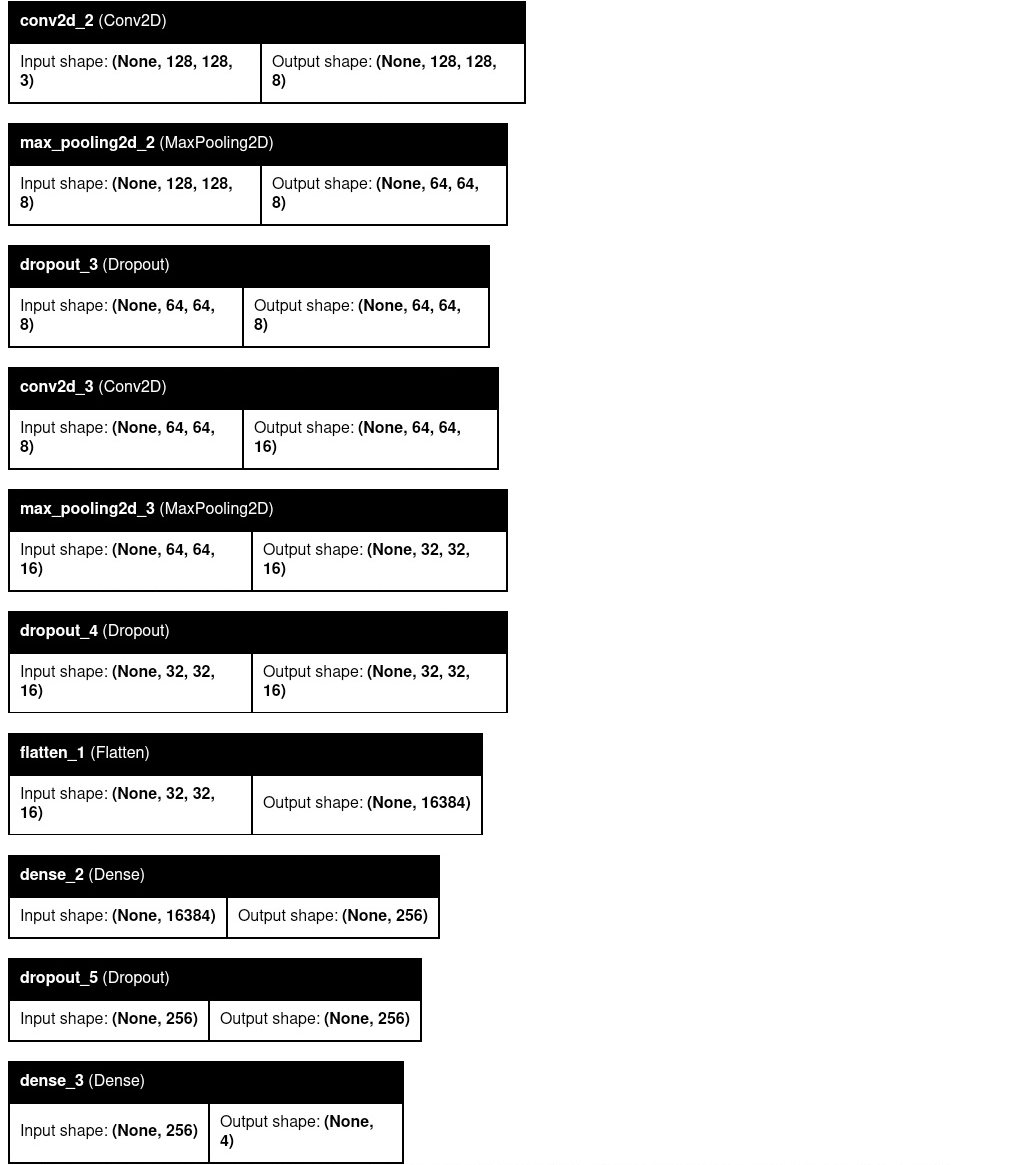 conv2d_2 (Conv2D)
Input shape: (None, 128, 128,
3)
Output shape: (None, 128, 128,
8)
max_pooling2d_2 (MaxPooling2D)
Input shape: (None, 128, 128,
8)
Output shape: (None, 64, 64,
8)
dropout_3 (Dropout)
Input shape: (None, 64, 64,
8)
Output shape: (None, 64, 64,
8)
conv2d_3 (Conv2D)
Input shape: (None, 64, 64,
8)
Output shape: (None, 64, 64,
16)
max_pooling2d_3 (MaxPooling2D)
Input shape: (None, 64, 64,
16)
Output shape: (None, 32, 32,
16)
dropout_4 (Dropout)
Input shape: (None, 32, 32,
16)
Output shape: (None, 32, 32,
16)
flatten_1 (Flatten)
Input shape: (None, 32, 32,
16)
Output shape: (None, 16384)
dense_2 (Dense)
Input shape: (None, 16384)
Output shape: (None, 256)
dropout_5 (Dropout)
Input shape: (None, 256)
Output shape: (None, 256)
dense_3 (Dense)
Input shape: (None, 256)
Output shape: (None,
4)